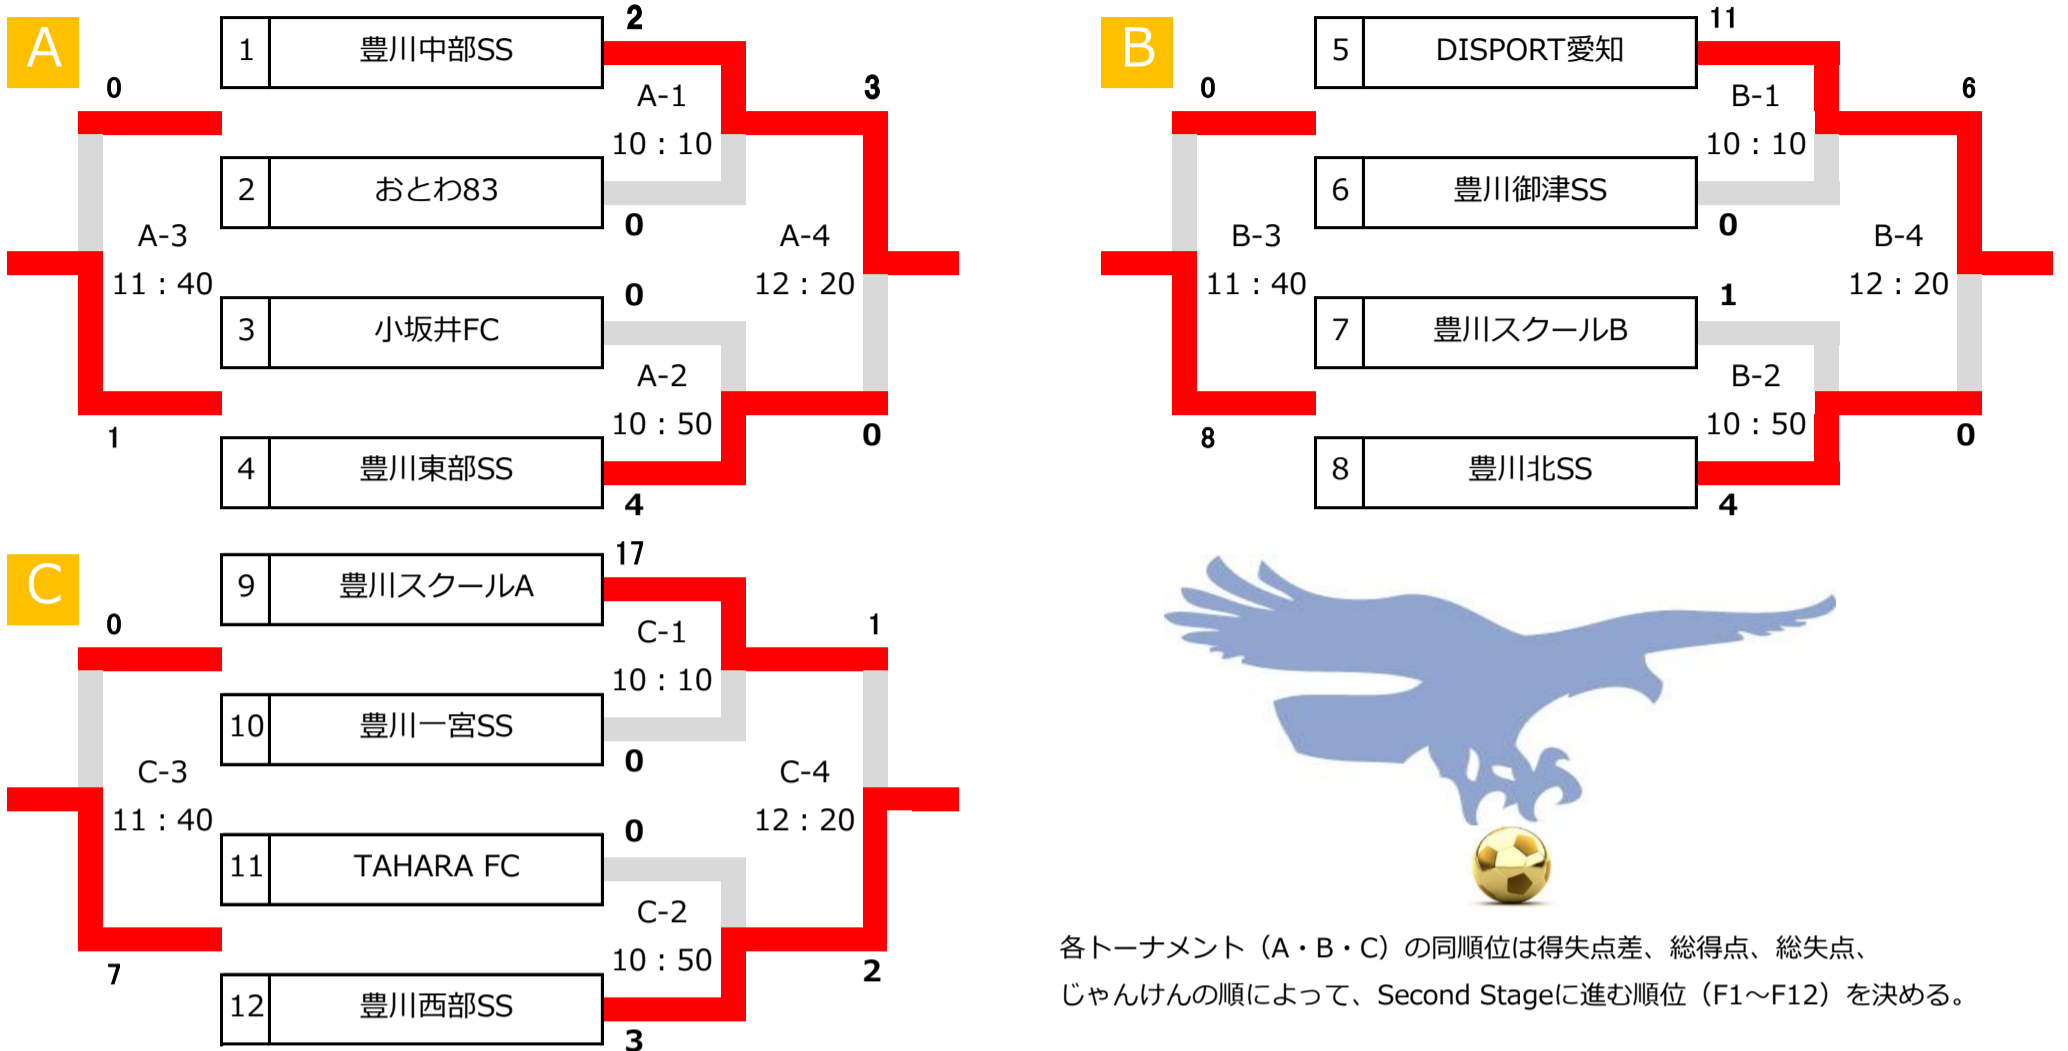 A
0
1 豊川中部SS
2
A-1
10：10
3
2 おとわ83
0
A-3
11：40
A-4
12：20
3 小坂井FC
0
A-2
10：50
1
0
4 豊川東部SS
4
B
0
5 DISPORT愛知
11
B-1
10：10
6
6 豊川御津SS
0
B-3
11：40
B-4
12：20
7 豊川スクールB
1
B-2
10：50
8
0
8 豊川北SS
4
C
0
9 豊川スクールA
17
C-1
10：10
1
10 豊川一宮SS
0
C-3
11：40
C-4
12：20
11 TAHARA FC
0
C-2
10：50
7
2
12 豊川西部SS
3
各トーナメント（A・B・C）の同順位は得失点差、総得点、総失点、
じゃんけんの順によって、Second Stageに進む順位（F1～F12）を決める。